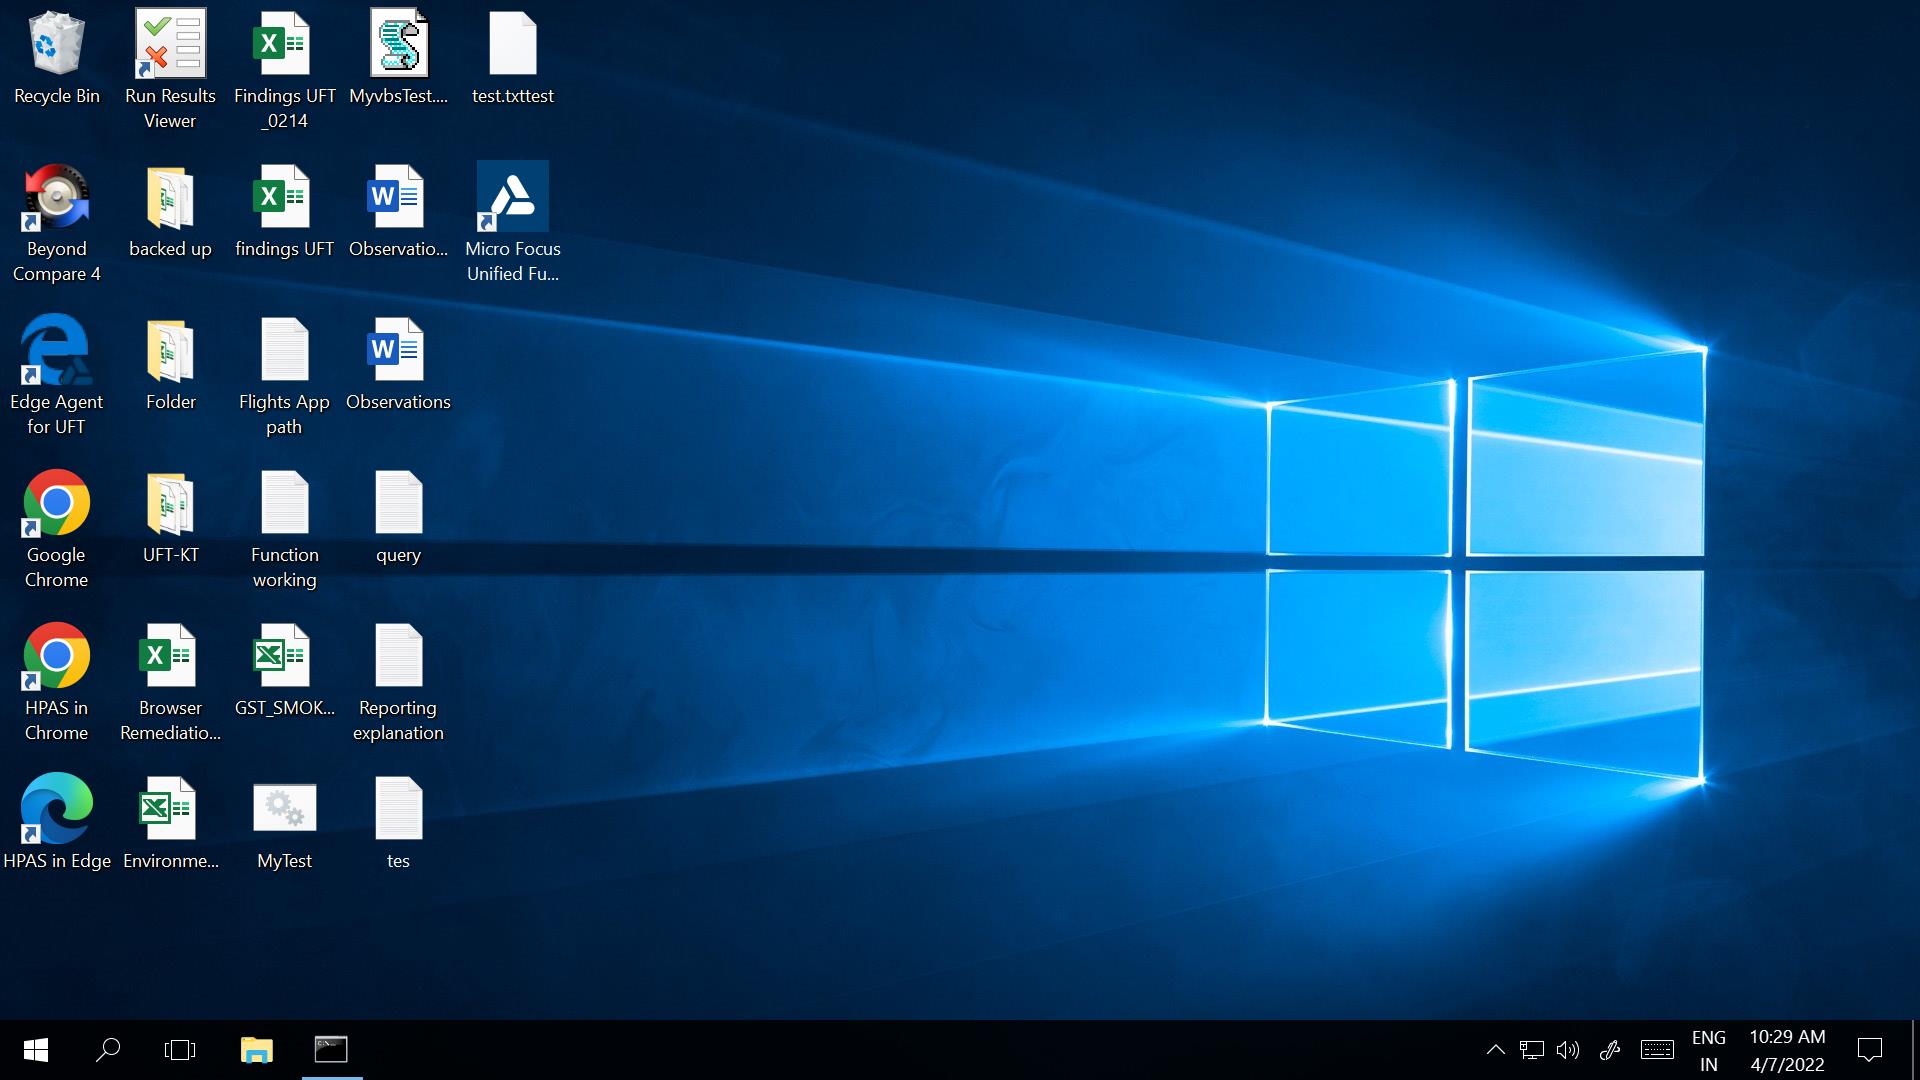 Recycle Bin
Run Results
Viewer
Findings UFT
_0214
MyvbsTest....
test.txttest
Beyond
Compare 4
backed up
findings UFT
Observatio...
Micro Focus
Unified Fu...
Edge Agent
for UFT
Folder
Flights App
path
Observations
Google
Chrome
UFT-KT
Function
working
query
HPAS in
Chrome
Browser
Remediatio...
GST_SMOK...
Reporting
explanation
HPAS in Edge
Environme...
MyTest
tes
ENG
IN
10:29 AM
4/7/2022